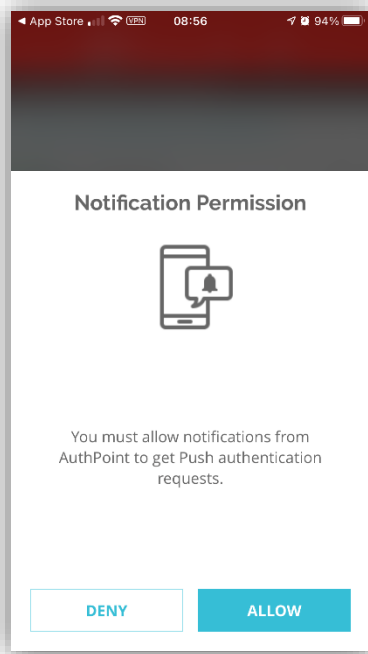 App Store VPN 08:56 94%
Notification Permission
You must allow notifications from
AuthPoint to get Push authentication
requests.
DENY ALLOW